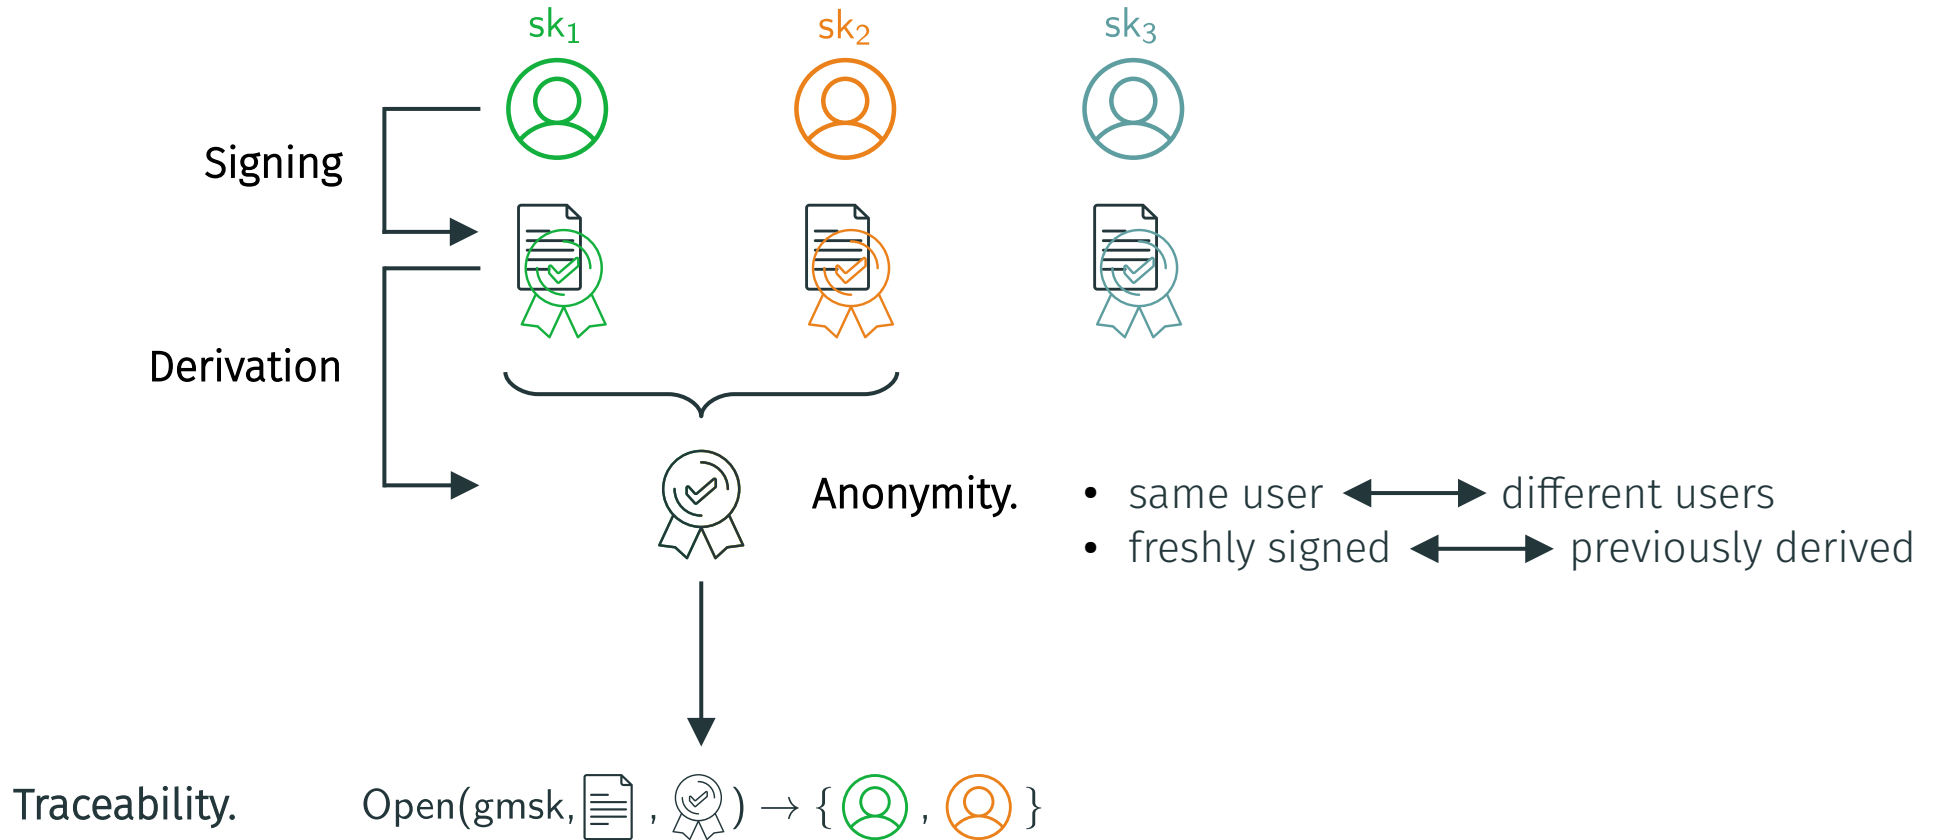 sk₁ sk₂ sk₃
Signing
Derivation
Anonymity. • same user ⟷ different users
• freshly signed ⟷ previously derived
Traceability. Open(gmsk, , ) → { , }